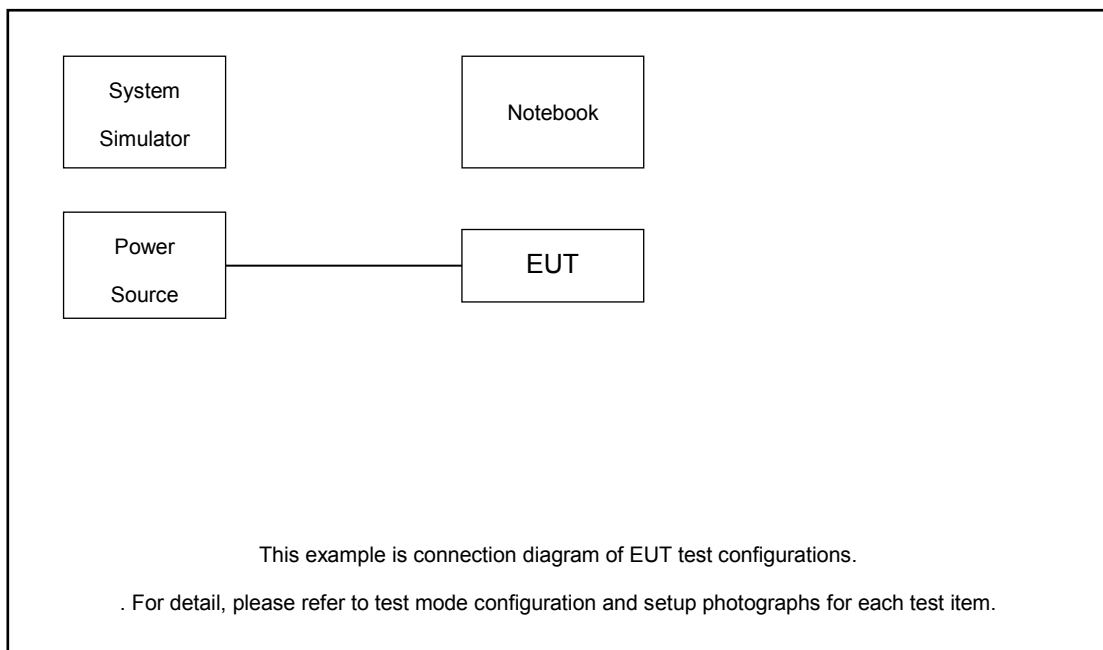 System
Simulator
Notebook
Power
Source
EUT
This example is connection diagram of EUT test configurations.
. For detail, please refer to test mode configuration and setup photographs for each test item.